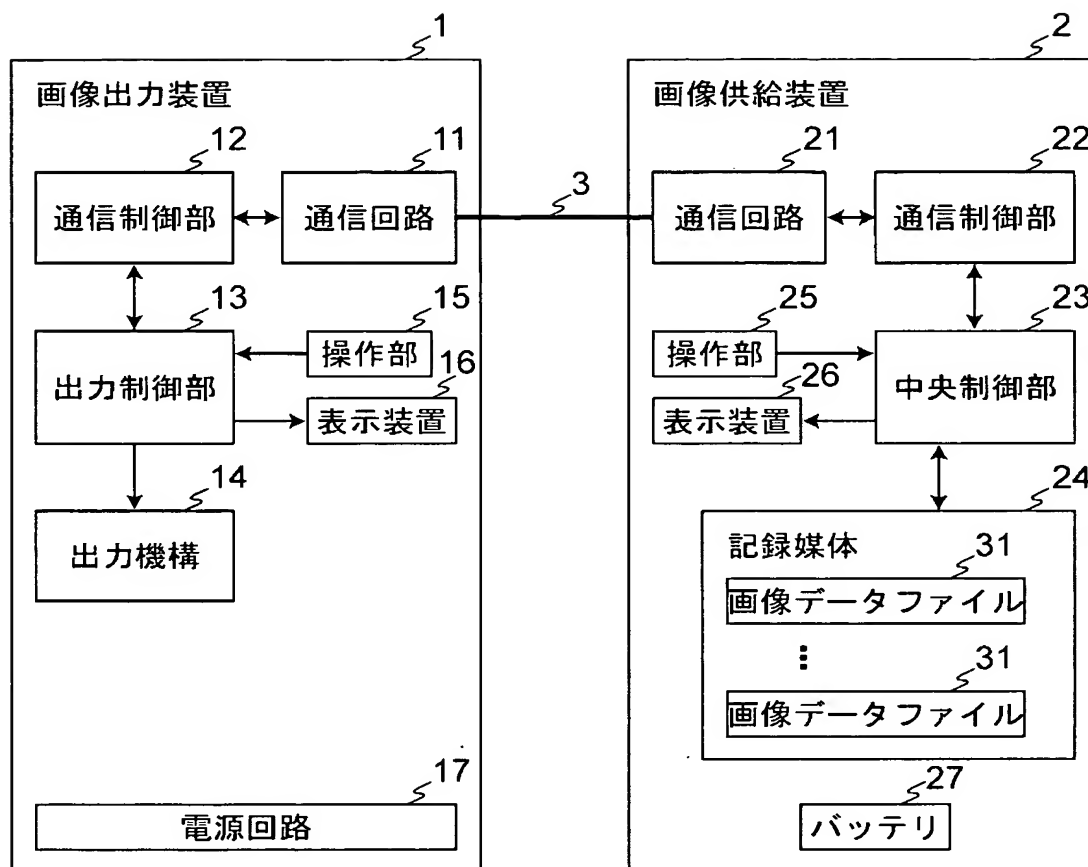 1
画像出力装置
12
11
通信制御部
通信回路
3
13
15
操作部
16
出力制御部
表示装置
14
出力機構
17
電源回路
2
画像供給装置
21
22
通信回路
通信制御部
25
23
操作部
26
中央制御部
表示装置
24
記録媒体
31
画像データファイル
31
画像データファイル
27
バッテリ